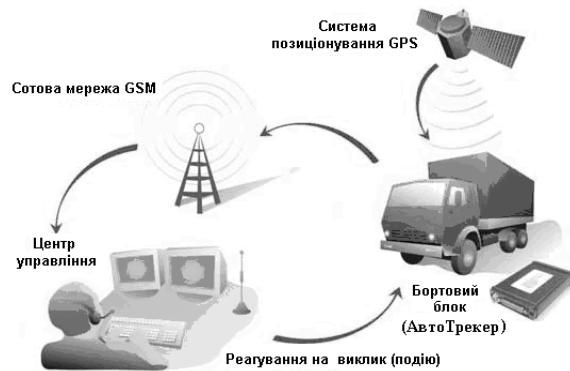 Система
позиціонування GPS
Сотова мережа GSM
Центр
управління
Бортовий
блок
(АвтоТрекер)
Реагування на виклик (подію)